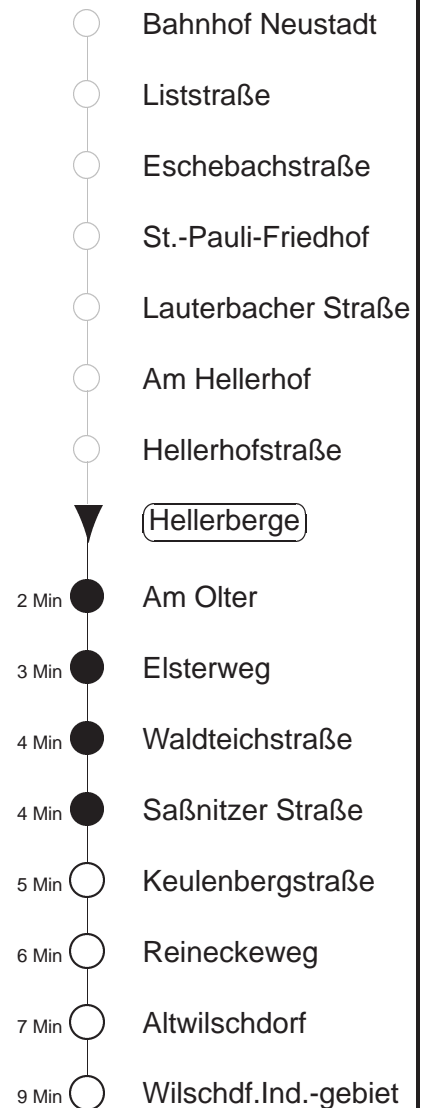 Bahnhof Neustadt
Liststraße
Eschebachstraße
St.-Pauli-Friedhof
Lauterbacher Straße
Am Hellerhof
Hellerhofstraße
Hellerberge
2 Min Am Olter
3 Min Elsterweg
4 Min Waldteichstraße
4 Min Saßnitzer Straße
5 Min Keulenbergstraße
6 Min Reineckeweg
7 Min Altwilschdorf
9 Min Wilschdf.Ind.-gebiet